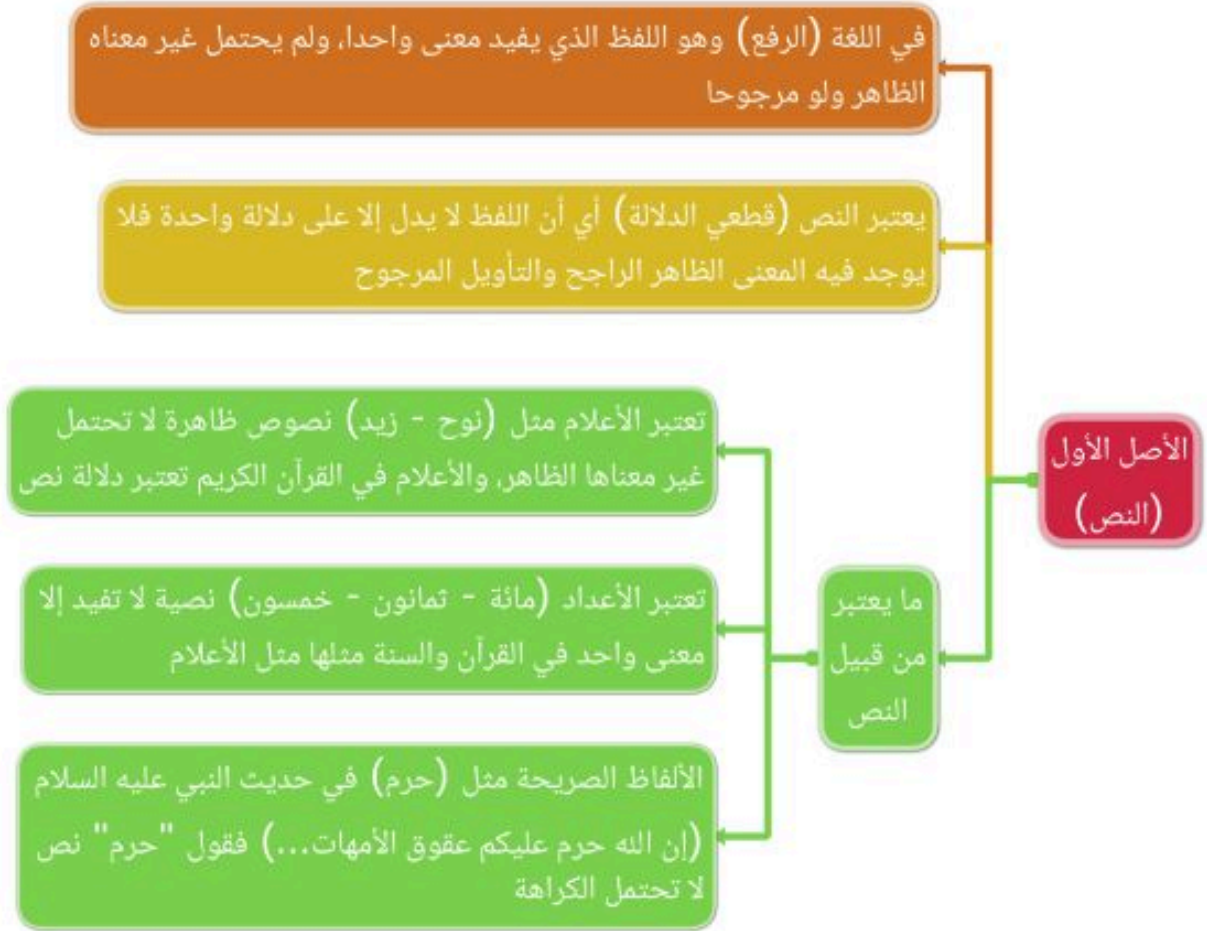 الأصل الأول
(النص)
في اللغة (الرفع) وهو اللفظ الذي يفيد معنى واحدا، ولم يحتمل غير معناه
الظاهر ولو مرجوحا
يعتبر النص (قطعي الدلالة) أي أن اللفظ لا يدل إلا على دلالة واحدة فلا
يوجد فيه المعنى الظاهر الراجح والتأويل المرجوح
ما يعتبر
من قبيل
النص
تعتبر الأعلام مثل (نوح - زيد) نصوص ظاهرة لا تحتمل
غير معناها الظاهر، والأعلام في القرآن الكريم تعتبر دلالة نص
تعتبر الأعداد (مائة - ثمانون - خمسون) نصية لا تفيد إلا
معنى واحد في القرآن والسنة مثلها مثل الأعلام
الألفاظ الصريحة مثل (حرم) في حديث النبي عليه السلام
(إن الله حرم عليكم عقوق الأمهات...) فقول "حرم" نص
لا تحتمل الكراهة